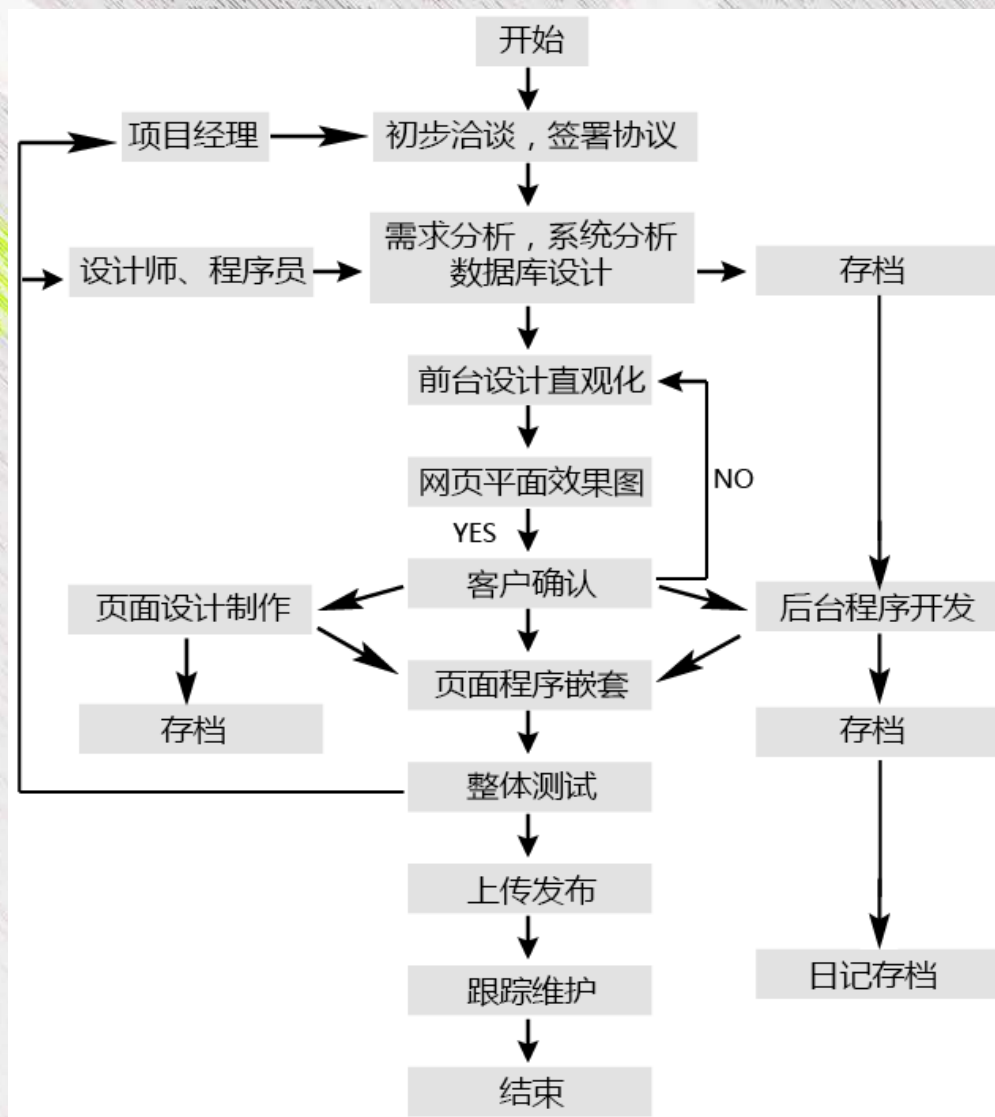 开始
项目经理
初步洽谈，签署协议
设计师、程序员
需求分析，系统分析
数据库设计
存档
前台设计直观化
网页平面效果图
NO
YES
客户确认
页面设计制作
后台程序开发
页面程序嵌套
存档
存档
整体测试
上传发布
跟踪维护
日记存档
结束